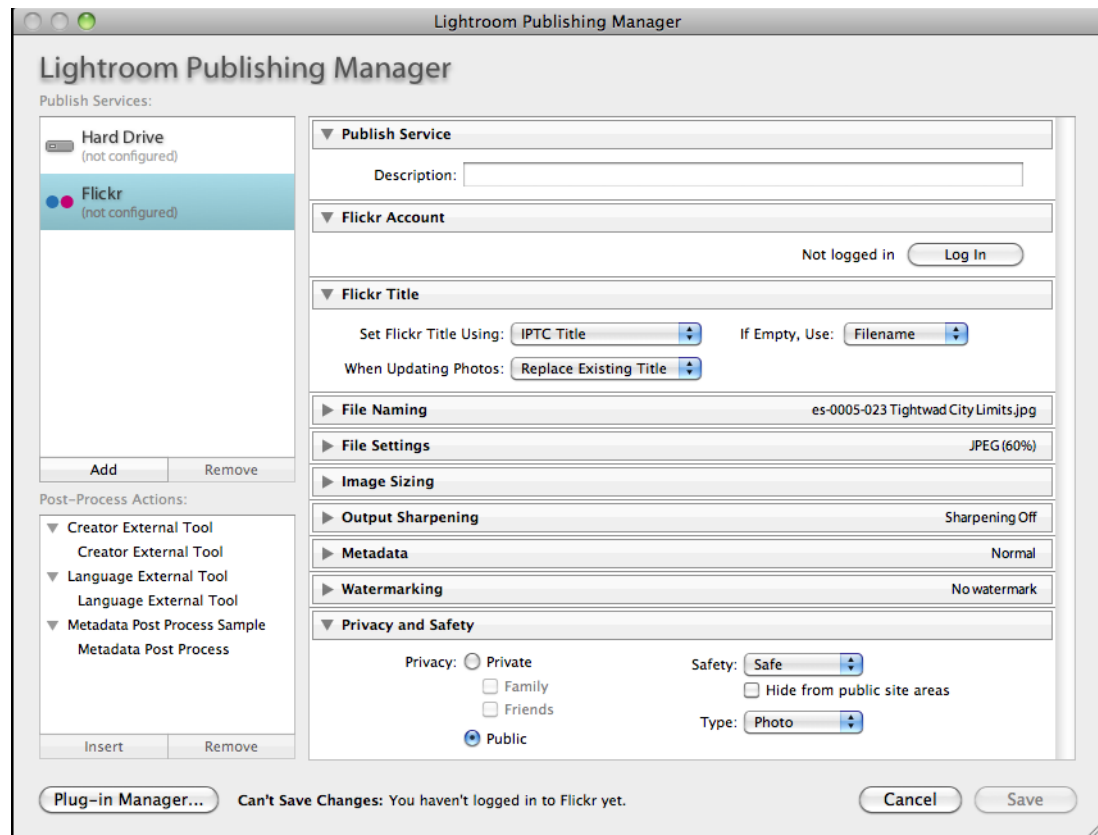 Lightroom Publishing Manager
Lightroom Publishing Manager
Publish Services:
Hard Drive
(not configured)
Flickr
(not configured)
Add Remove
Post-Process Actions:
Creator External Tool
Creator External Tool
Language External Tool
Language External Tool
Metadata Post Process Sample
Metadata Post Process
Insert Remove
Publish Service
Description:
Flickr Account
Not logged in Log In
Flickr Title
Set Flickr Title Using: IPTC Title If Empty, Use: Filename
When Updating Photos: Replace Existing Title
File Naming es-0005-023 Tightwad City Limits.jpg
File Settings JPEG (60%)
Image Sizing
Output Sharpening Sharpening Off
Metadata Normal
Watermarking No watermark
Privacy and Safety
Privacy: Private Safety: Safe
Family Hide from public site areas
Friends
Type: Photo
Public
Plug-in Manager... Can't Save Changes: You haven't logged in to Flickr yet. Cancel Save